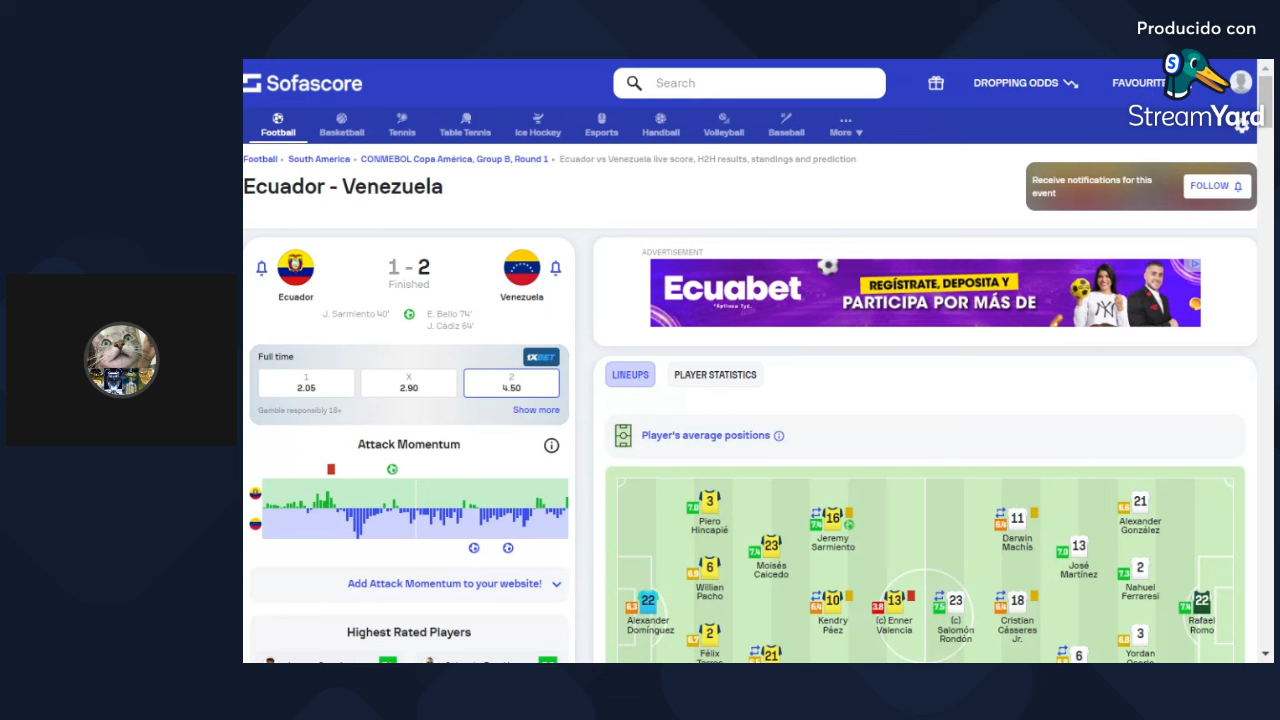 Producido con
StreamYard
Sofascore
Search
DROPPING ODDS
FAVOURITE
Football
Basketball
Tennis
Table Tennis
Ice Hockey
Esports
Handball
Volleyball
Baseball
More
Football
South America
CONMEBOL Copa América, Group B, Round 1
Ecuador vs Venezuela live score, H2H results, standings and prediction
Ecuador - Venezuela
Receive notifications for this
event
FOLLOW
1 - 2
Finished
Ecuador
Venezuela
J. Sarmiento 40'
E. Bello 74'
J. Cádiz 64'
Full time
1XBET
1
2.05
X
2.90
2
4.50
Gamble responsibly 18+
Show more
Attack Momentum
Add Attack Momentum to your website!
Highest Rated Players
ADVERTISEMENT
Ecuabet
*Aplican TyC.
REGÍSTRATE, DEPOSITA Y
PARTICIPA POR MÁS DE
LINEUPS
PLAYER STATISTICS
Player's average positions
22
6.3
Alexander
Domínguez
3
7.0
Piero
Hincapié
6
6.9
Willian
Pacho
2
6.7
Félix
23
7.4
Moisés
Caicedo
21
16
7.4
Jeremy
Sarmiento
10
6.4
Kendry
Páez
13
3.8
(c) Enner
Valencia
23
7.5
(c)
Salomón
Rondón
11
6.4
Darwin
Machís
18
6.4
Cristian
Cásseres
Jr.
13
7.0
José
Martínez
6
21
6.6
Alexander
González
2
7.3
Nahuel
Ferraresi
3
6.8
Yordan
22
7.4
Rafael
Romo